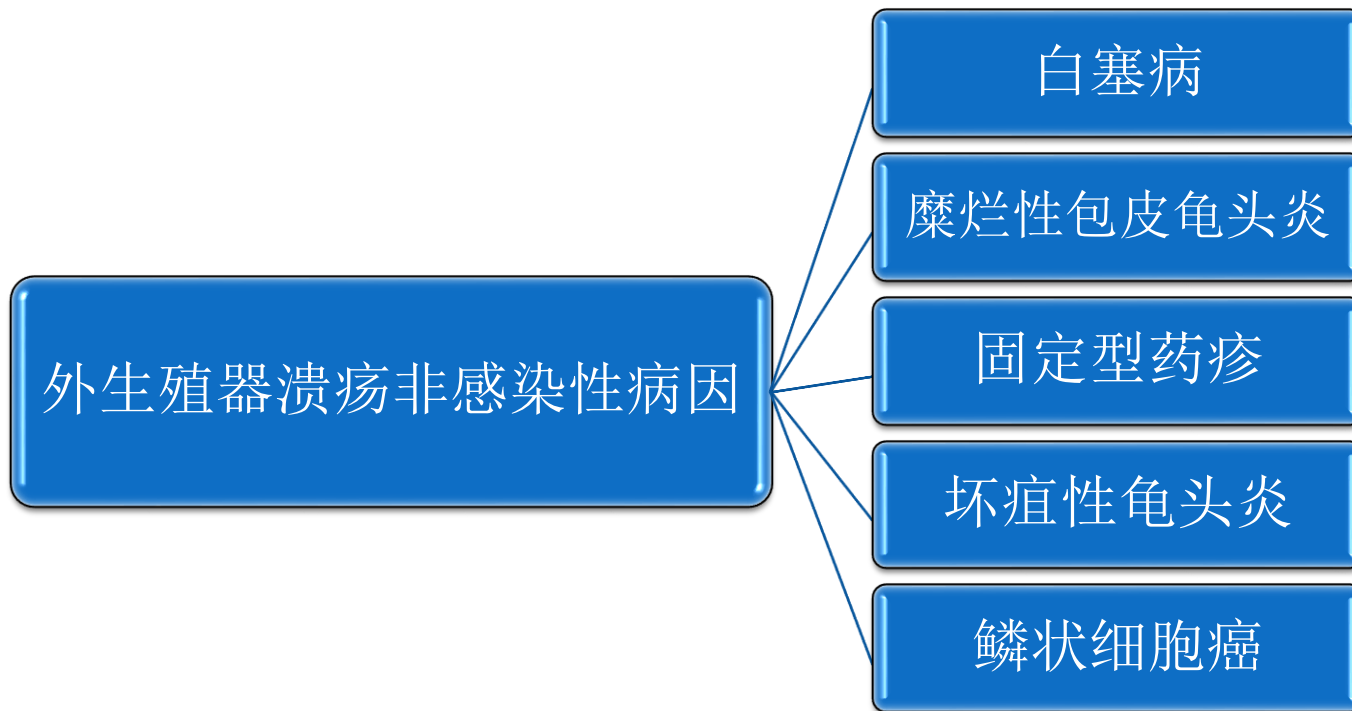 外生殖器溃疡非感染性病因
白塞病
糜烂性包皮龟头炎
固定型药疹
坏疽性龟头炎
鳞状细胞癌